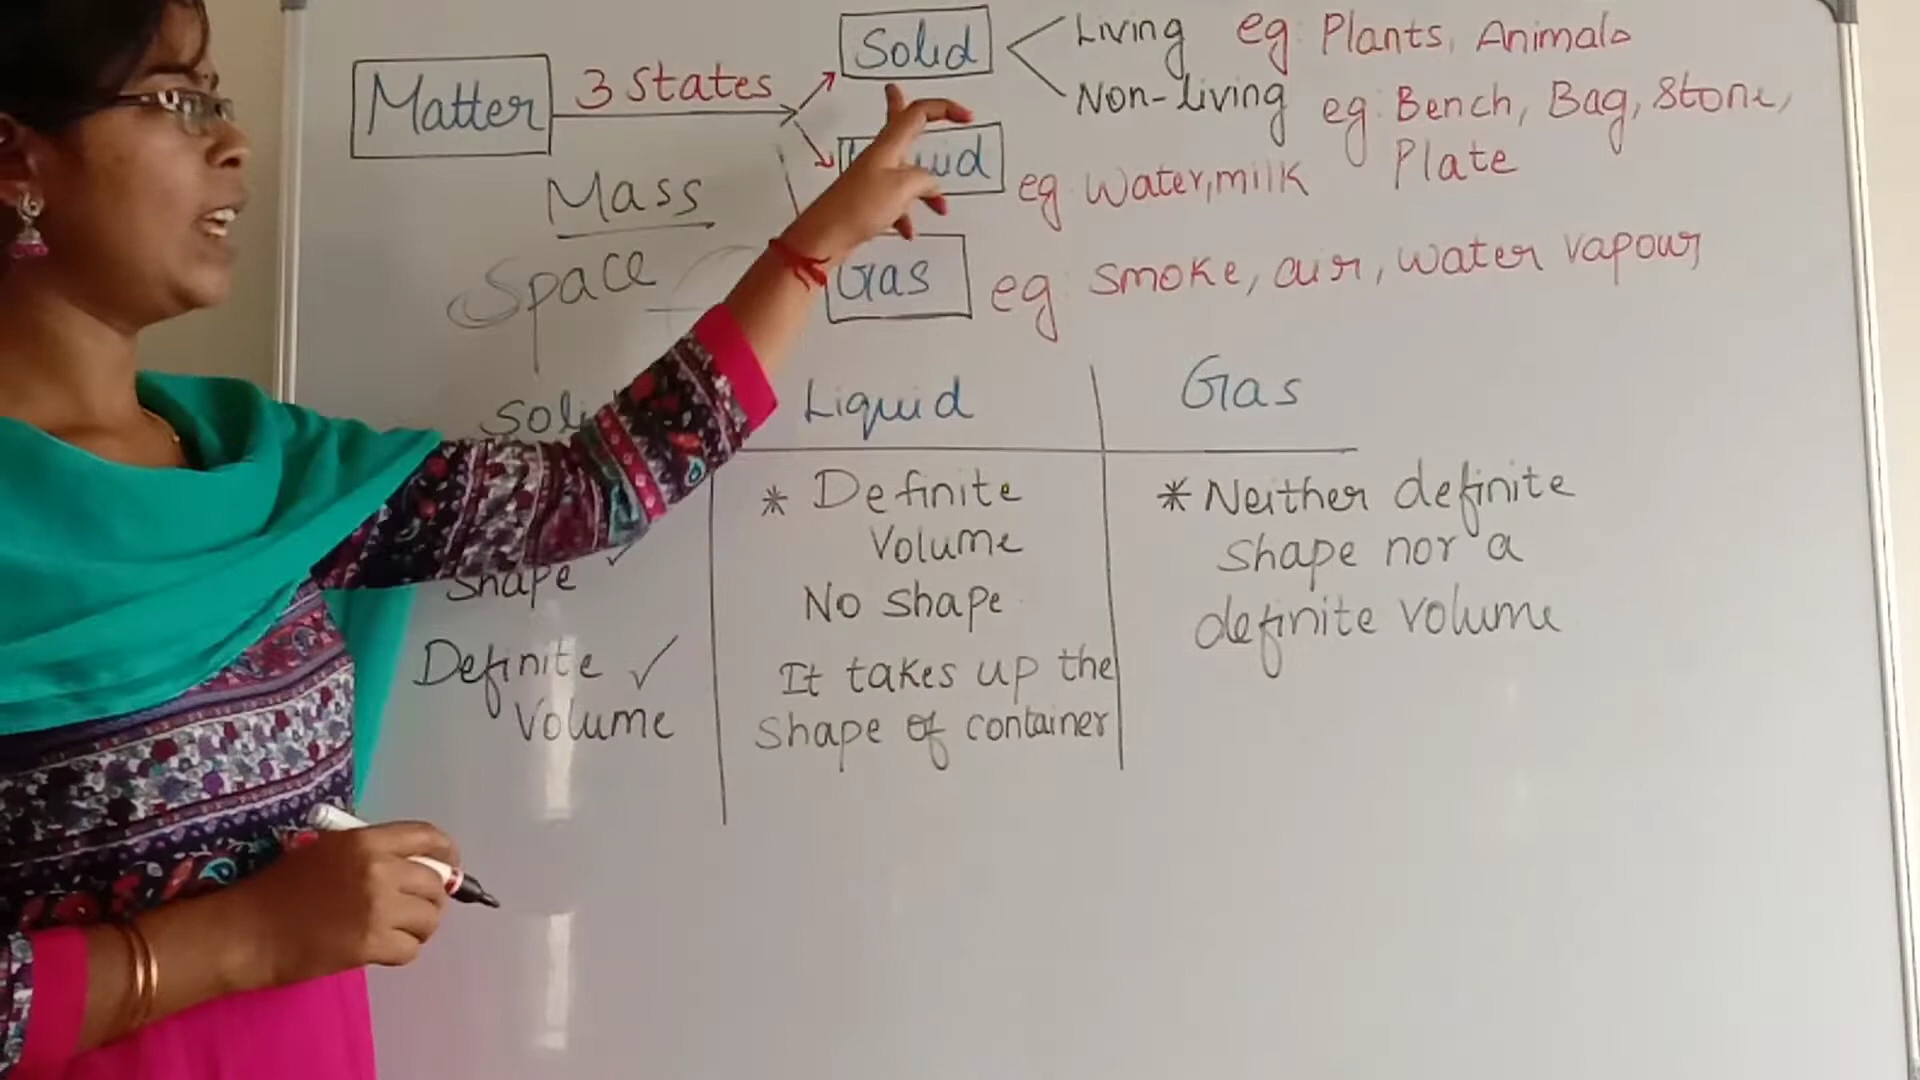 Matter 3 States Solid Living eg: Plants, Animals
Non-living eg: Bench, Bag, Stone,
Plate
Mass
eg Water, milk
Space
Gas eg: smoke, air, water vapour,
Liquid Gas
* Definite
Volume
No shape
It takes up the
shape of container
* Neither definite
shape nor a
definite volume
shape ✓
Definite ✓
Volume